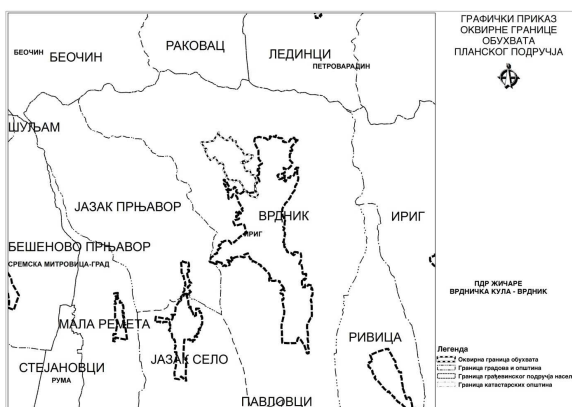 ГРАФИЧКИ ПРИКАЗ
ОКВИРНЕ ГРАНИЦЕ
ОБУХВАТА
ПЛАНСКОГ ПОДРУЧЈА
БЕОЧИН
БЕОЧИН
РАКОВАЦ
ЛЕДИНЦИ
ПЕТРОВАРАДИН
ШУЉАМ
ЈАЗАК ПРЊАВОР
ВРДНИК
ИРИГ
ИРИГ
БЕШЕНОВО ПРЊАВОР
СРЕМСКА МИТРОВИЦА-ГРАД
МАЛА РЕМЕТА
РИВИЦА
СТЕЈАНОВЦИ
РУМА
ЈАЗАК СЕЛО
ПАВЛОВЦИ
ПДР ЖИЧАРЕ
ВРДНИЧКА КУЛА - ВРДНИК
Легенда
Оквирна граница обухвата
Граница градова и општина
Граница грађевинског подручја насељ
Граница катастарских општина